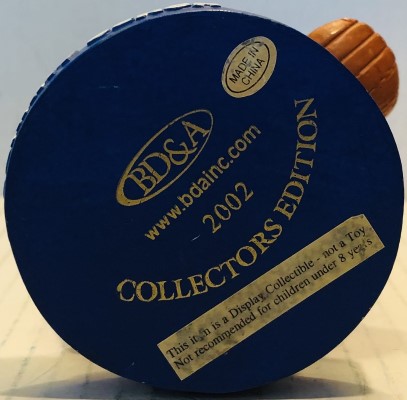 MADE IN
CHINA
BD&A
www.bdainc.com
2002
COLLECTORS EDITION
This item is a Display Collectible - not a Toy
Not recommended for children under 8 years